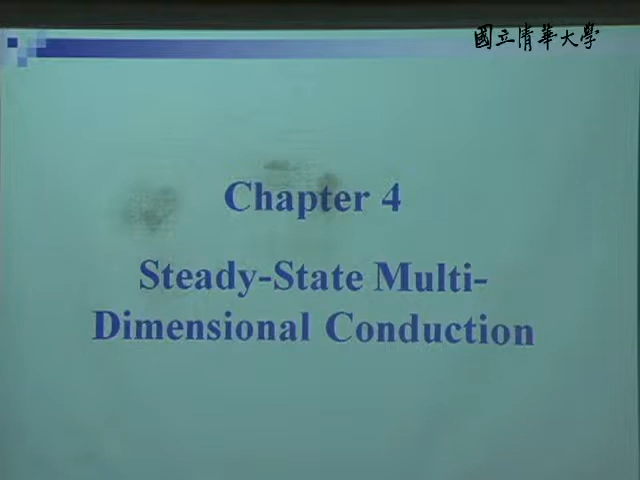 國立清華大學
Chapter 4
Steady-State Multi-
Dimensional Conduction